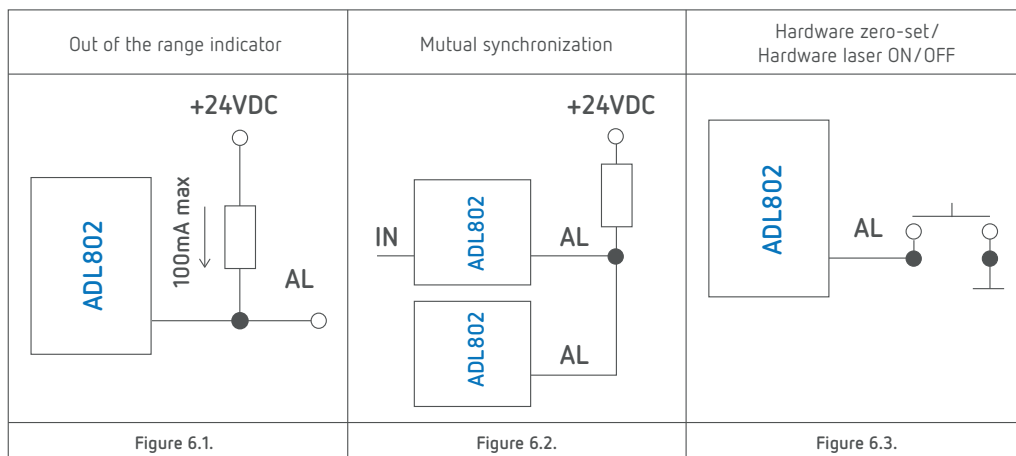 Out of the range indicator
Mutual synchronization
Hardware zero-set/
Hardware laser ON/OFF
+24VDC
ADL802
100mA max
AL
Figure 6.1.
+24VDC
IN
ADL802
AL
ADL802
AL
Figure 6.2.
ADL802
AL
Figure 6.3.